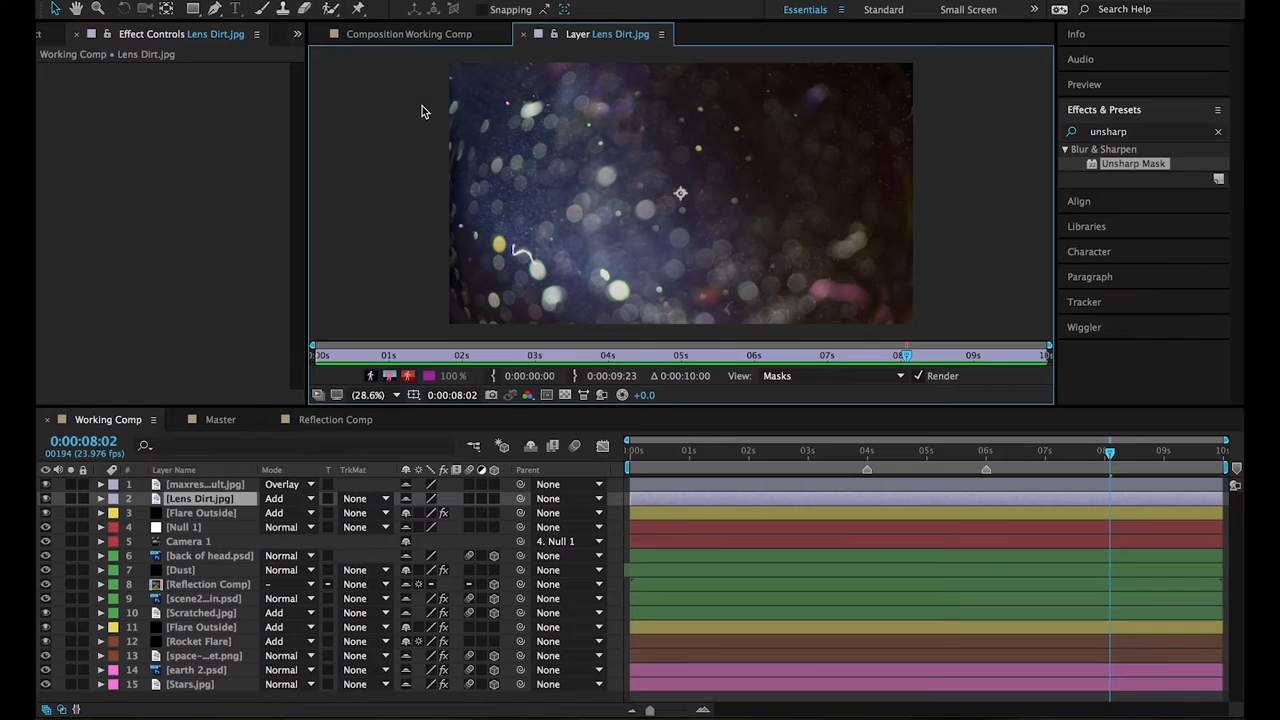 Snapping
Essentials
Standard
Small Screen
Search Help
Effect Controls Lens Dirt.jpg
Composition Working Comp
Layer Lens Dirt.jpg
Info
Working Comp • Lens Dirt.jpg
Audio
Preview
Effects & Presets
unsharp
Blur & Sharpen
Unsharp Mask
Align
Libraries
Character
Paragraph
Tracker
Wiggler
:00s 01s 02s 03s 04s 05s 06s 07s 08 09s 10
100 % 0:00:00:00 0:00:09:23 Δ 0:00:10:00 View: Masks Render
(28.6%) 0:00:08:02 +0.0
Working Comp Master Reflection Comp
0:00:08:02
00194 (23.976 fps)
:00s 01s 02s 03s 04s 05s 06s 07s 08 09s 10s
# Layer Name Mode T TrkMat Parent
1 [maxres...ult.jpg] Overlay None
2 [Lens Dirt.jpg] Add None None
3 Flare Outside Add None None
4 [Null 1] Normal None None
5 Camera 1 4. Null 1
6 [back of head.psd] Normal None None
7 [Dust] Normal None None
8 [Reflection Comp] - None None
9 [scene2...in.psd] Normal None None
10 [Scratched.jpg] Add None None
11 Flare Outside Add None None
12 [Rocket Flare] Add None None
13 [space-...et.png] Normal None None
14 [earth 2.psd] Normal None None
15 [Stars.jpg] Normal None None